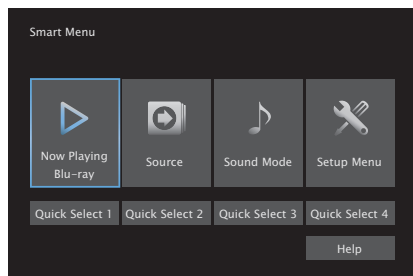 Smart Menu
Now Playing
Blu-ray
Source
Sound Mode
Setup Menu
Quick Select 1
Quick Select 2
Quick Select 3
Quick Select 4
Help